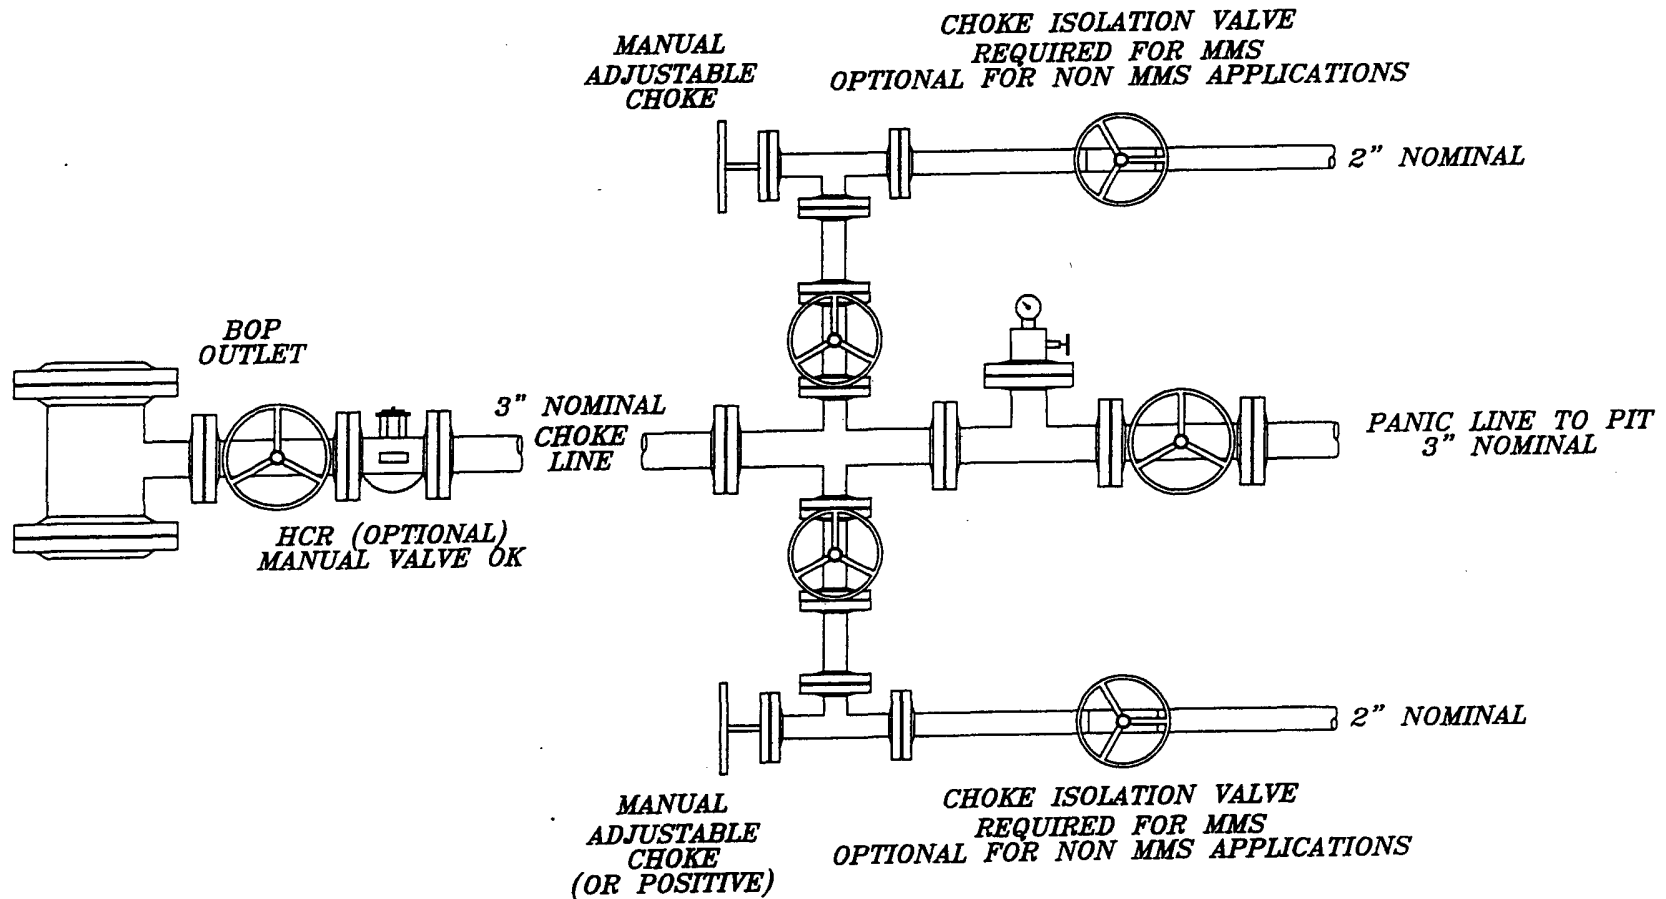 MANUAL
ADJUSTABLE
CHOKE
CHOKE ISOLATION VALVE
REQUIRED FOR MMS
OPTIONAL FOR NON MMS APPLICATIONS
2" NOMINAL
BOP
OUTLET
3" NOMINAL
CHOKE
LINE
PANIC LINE TO PIT
3" NOMINAL
HCR (OPTIONAL)
MANUAL VALVE OK
2" NOMINAL
MANUAL
ADJUSTABLE
CHOKE
(OR POSITIVE)
CHOKE ISOLATION VALVE
REQUIRED FOR MMS
OPTIONAL FOR NON MMS APPLICATIONS